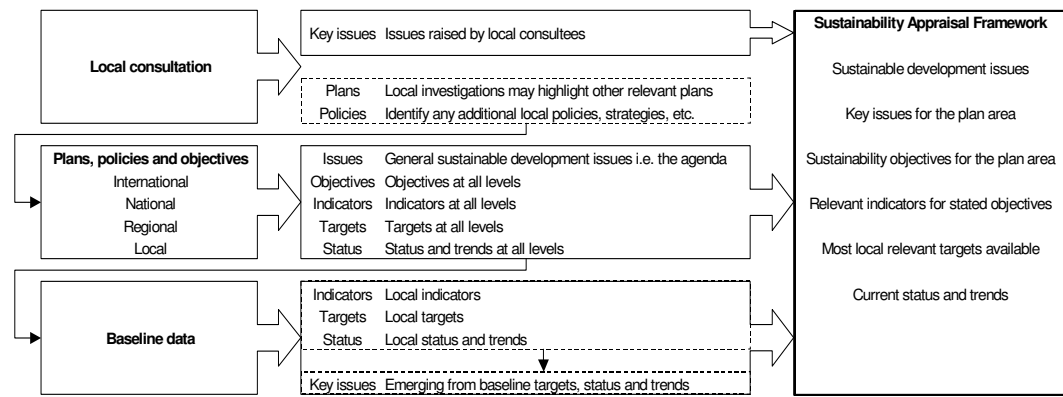 Local consultation
Key issues Issues raised by local consultees
Plans Local investigations may highlight other relevant plans
Policies Identify any additional local policies, strategies, etc.
Plans, policies and objectives
International
National
Regional
Local
Issues General sustainable development issues i.e. the agenda
Objectives Objectives at all levels
Indicators Indicators at all levels
Targets Targets at all levels
Status Status and trends at all levels
Baseline data
Indicators Local indicators
Targets Local targets
Status Local status and trends
Key issues Emerging from baseline targets, status and trends
Sustainability Appraisal Framework
Sustainable development issues
Key issues for the plan area
Sustainability objectives for the plan area
Relevant indicators for stated objectives
Most local relevant targets available
Current status and trends